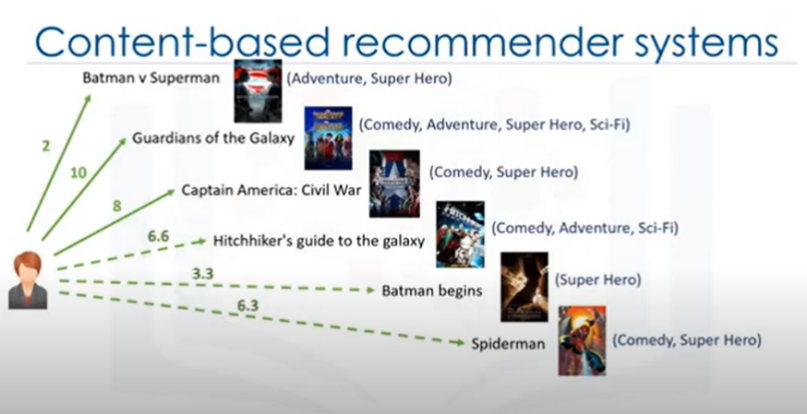 Content-based recommender systems
Batman v Superman (Adventure, Super Hero)
2
Guardians of the Galaxy (Comedy, Adventure, Super Hero, Sci-Fi)
10
Captain America: Civil War (Comedy, Super Hero)
8
Hitchhiker's guide to the galaxy (Comedy, Adventure, Sci-Fi)
6.6
Batman begins (Super Hero)
3.3
Spiderman (Comedy, Super Hero)
6.3